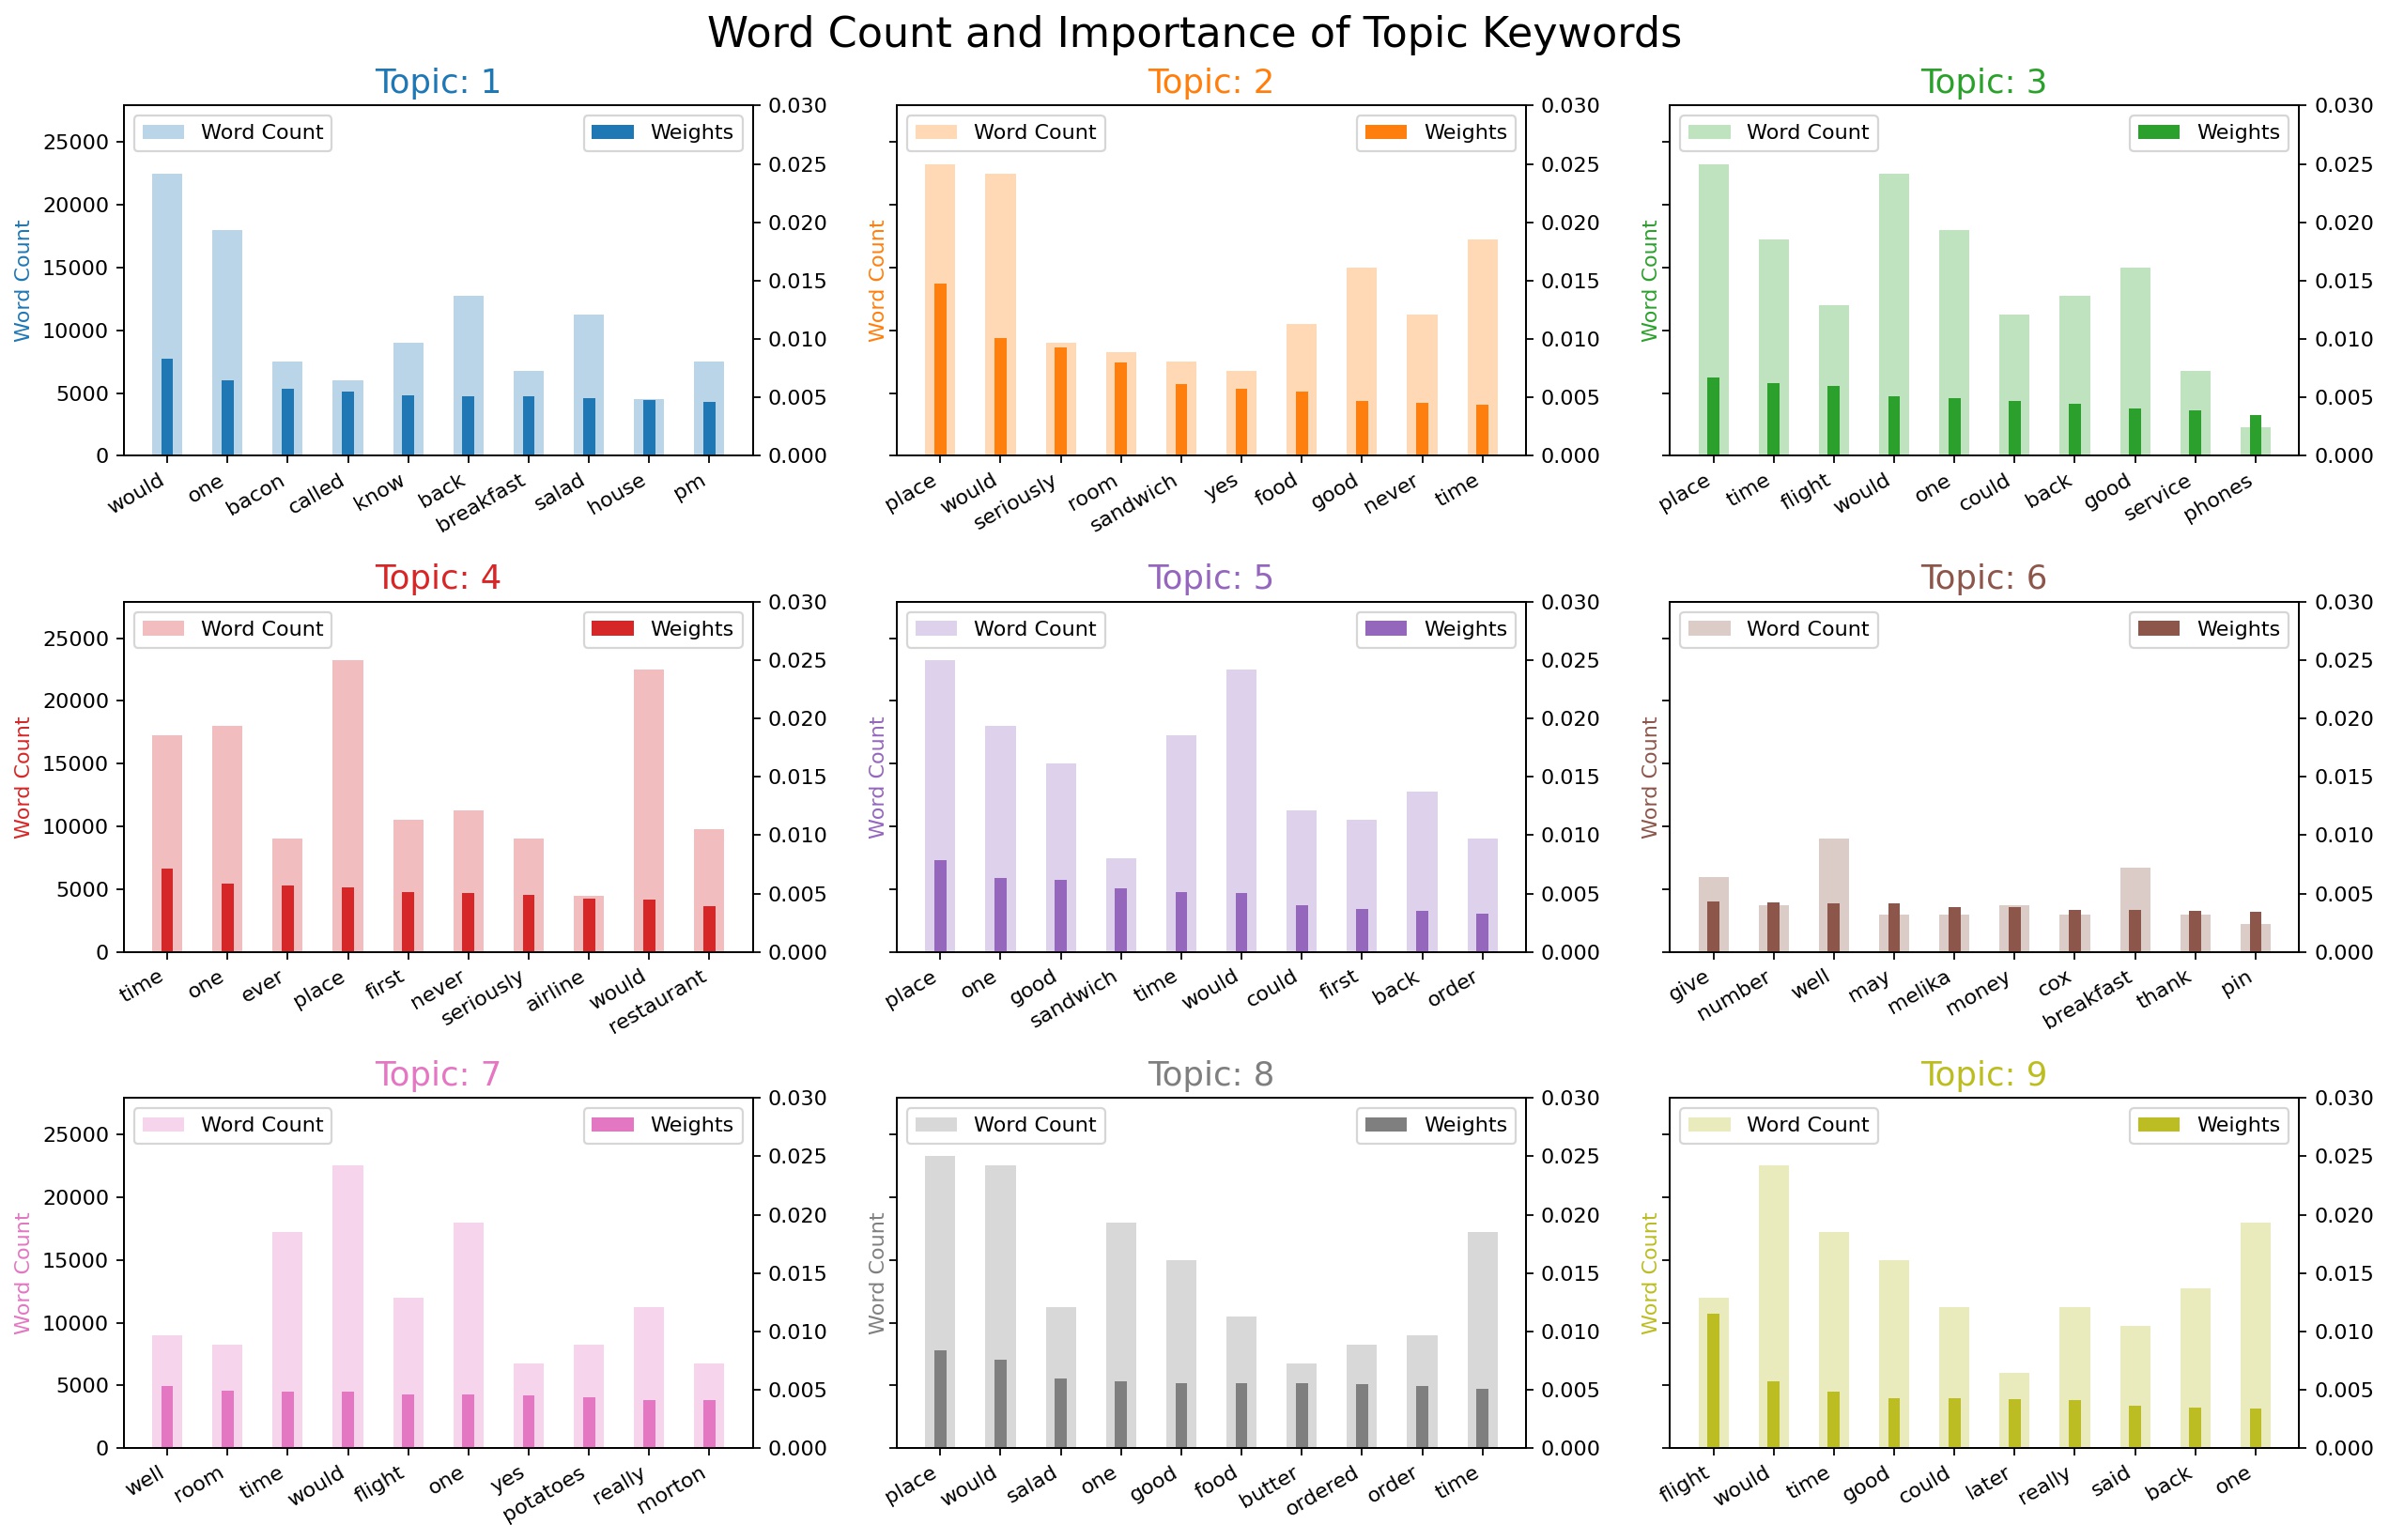 Word Count and Importance of Topic Keywords
Topic: 1
Topic: 2
Topic: 3
Word Count
Weights
Word Count
Weights
Word Count
Weights
Word Count
25000
20000
15000
10000
5000
0
0.030
0.025
0.020
0.015
0.010
0.005
0.000
would one bacon called know back breakfast salad house pm
Word Count
0.030
0.025
0.020
0.015
0.010
0.005
0.000
place would seriously room sandwich yes food good never time
Word Count
0.030
0.025
0.020
0.015
0.010
0.005
0.000
place time flight would one could back good service phones
Topic: 4
Topic: 5
Topic: 6
Word Count
Weights
Word Count
Weights
Word Count
Weights
Word Count
25000
20000
15000
10000
5000
0
0.030
0.025
0.020
0.015
0.010
0.005
0.000
time one ever place first never seriously airline would restaurant
Word Count
0.030
0.025
0.020
0.015
0.010
0.005
0.000
place one good sandwich time would could first back order
Word Count
0.030
0.025
0.020
0.015
0.010
0.005
0.000
give number well may melika money cox breakfast thank pin
Topic: 7
Topic: 8
Topic: 9
Word Count
Weights
Word Count
Weights
Word Count
Weights
Word Count
25000
20000
15000
10000
5000
0
0.030
0.025
0.020
0.015
0.010
0.005
0.000
well room time would flight one yes potatoes really morton
Word Count
0.030
0.025
0.020
0.015
0.010
0.005
0.000
place would salad one good food butter ordered order time
Word Count
0.030
0.025
0.020
0.015
0.010
0.005
0.000
flight would time good could later really said back one